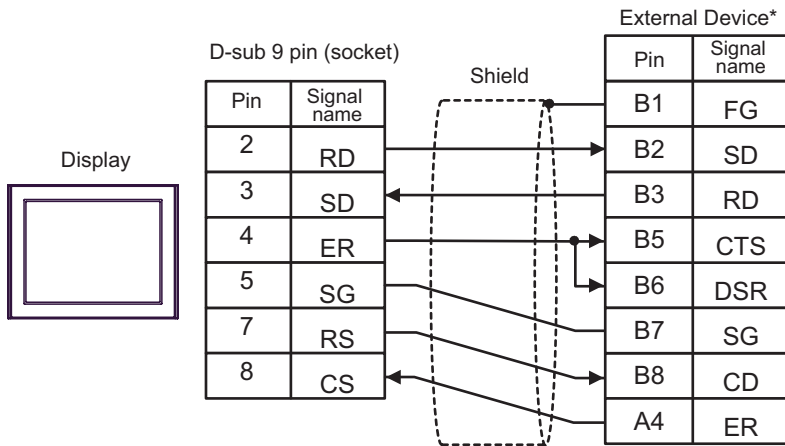 External Device*
D-sub 9 pin (socket)
Shield
Display
Pin Signal name
2 RD
3 SD
4 ER
5 SG
7 RS
8 CS
Pin Signal name
B1 FG
B2 SD
B3 RD
B5 CTS
B6 DSR
B7 SG
B8 CD
A4 ER